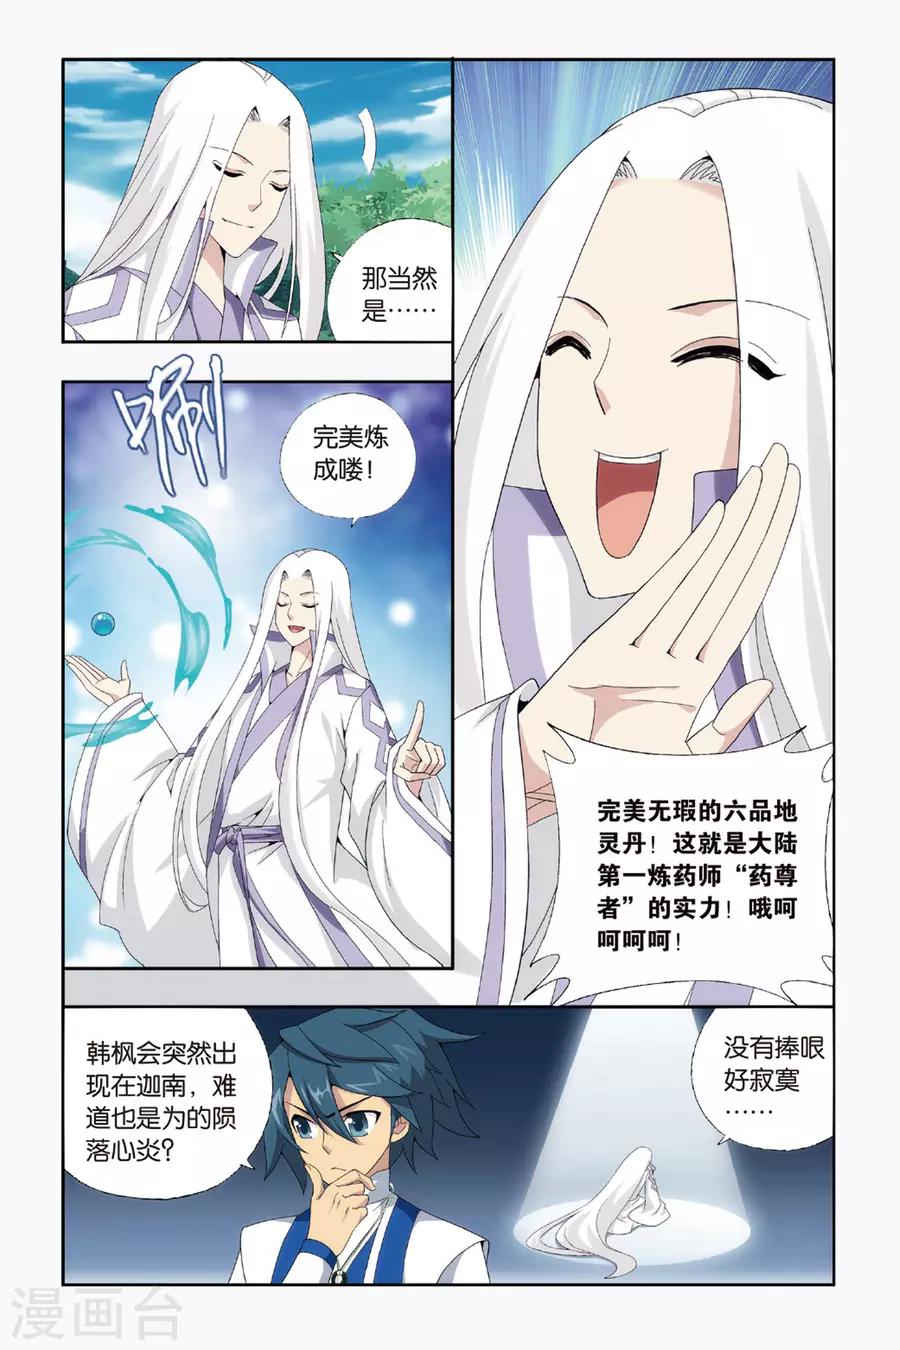 那当然
是……
唰
完美炼
成喽！
完美无瑕的六品地
灵丹！这就是大陆
第一炼药师“药尊
者”的实力！哦呵
呵呵呵！
韩枫会突然出
现在迦南，难
道也是为的陨
落心炎？
没有捧哏
好寂寞
……
漫画台